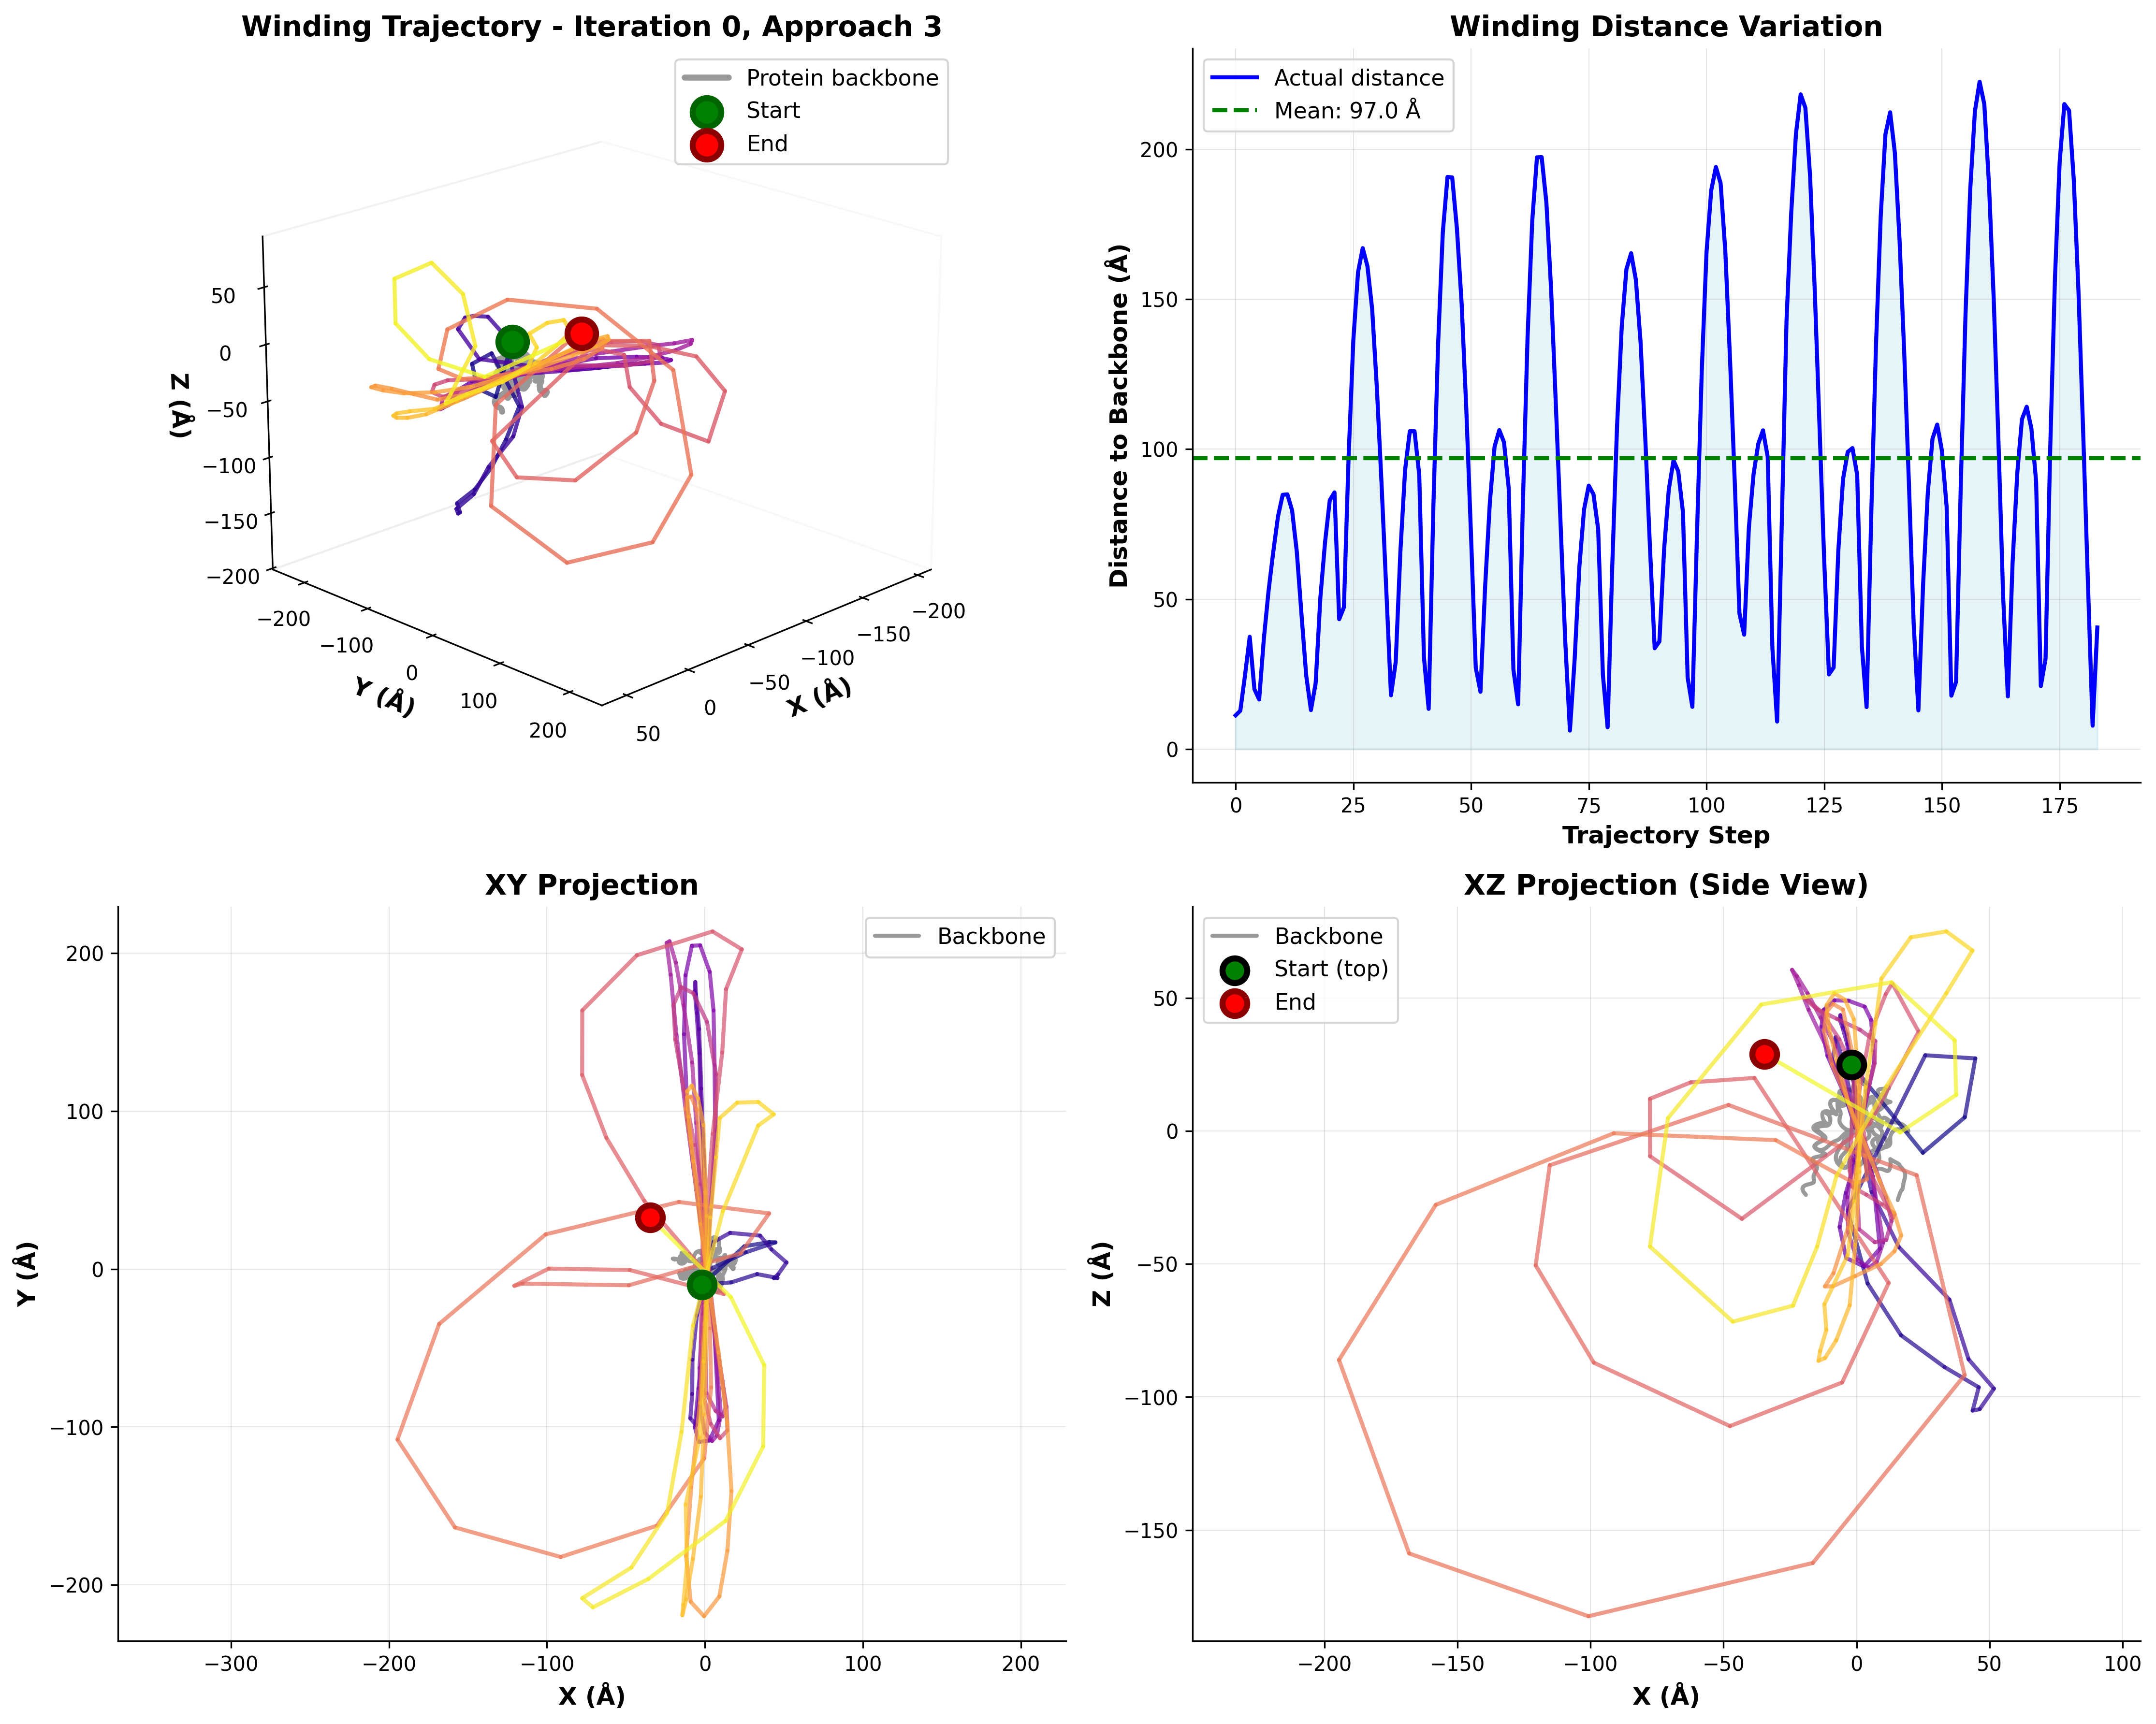 Winding Trajectory - Iteration 0, Approach 3
Protein backbone
Start
End
50
0
−50
−100
−150
−200
Z (Å)
−200
−100
0
100
200
Y (Å)
50
0
−50
−100
−150
−200
X (Å)
Winding Distance Variation
Actual distance
Mean: 97.0 Å
200
150
100
50
0
Distance to Backbone (Å)
0
25
50
75
100
125
150
175
Trajectory Step
XY Projection
Backbone
200
100
0
−100
−200
Y (Å)
−300
−200
−100
0
100
200
X (Å)
XZ Projection (Side View)
Backbone
Start (top)
End
50
0
−50
−100
−150
Z (Å)
−200
−150
−100
−50
0
50
100
X (Å)